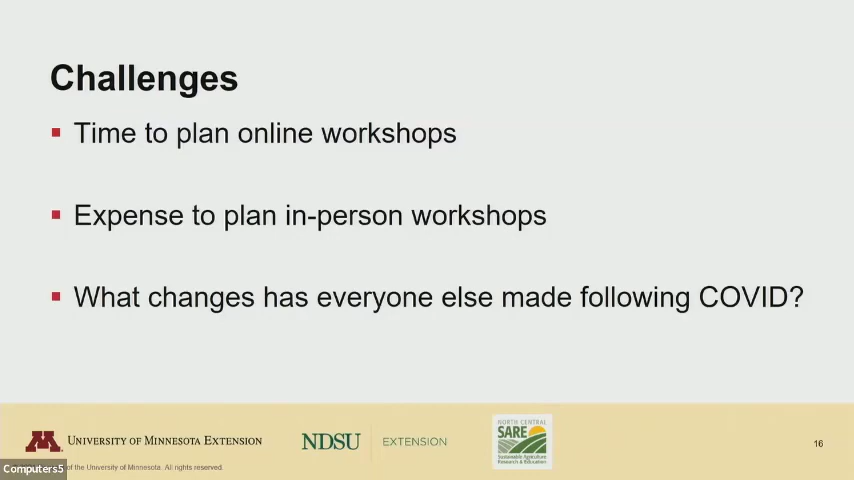 Challenges
Time to plan online workshops
Expense to plan in-person workshops
What changes has everyone else made following COVID?
UNIVERSITY OF MINNESOTA EXTENSION
NDSU EXTENSION
NORTH CENTRAL
SARE
Sustainable Agriculture
Research & Education
16
Computers5
of the University of Minnesota. All rights reserved.